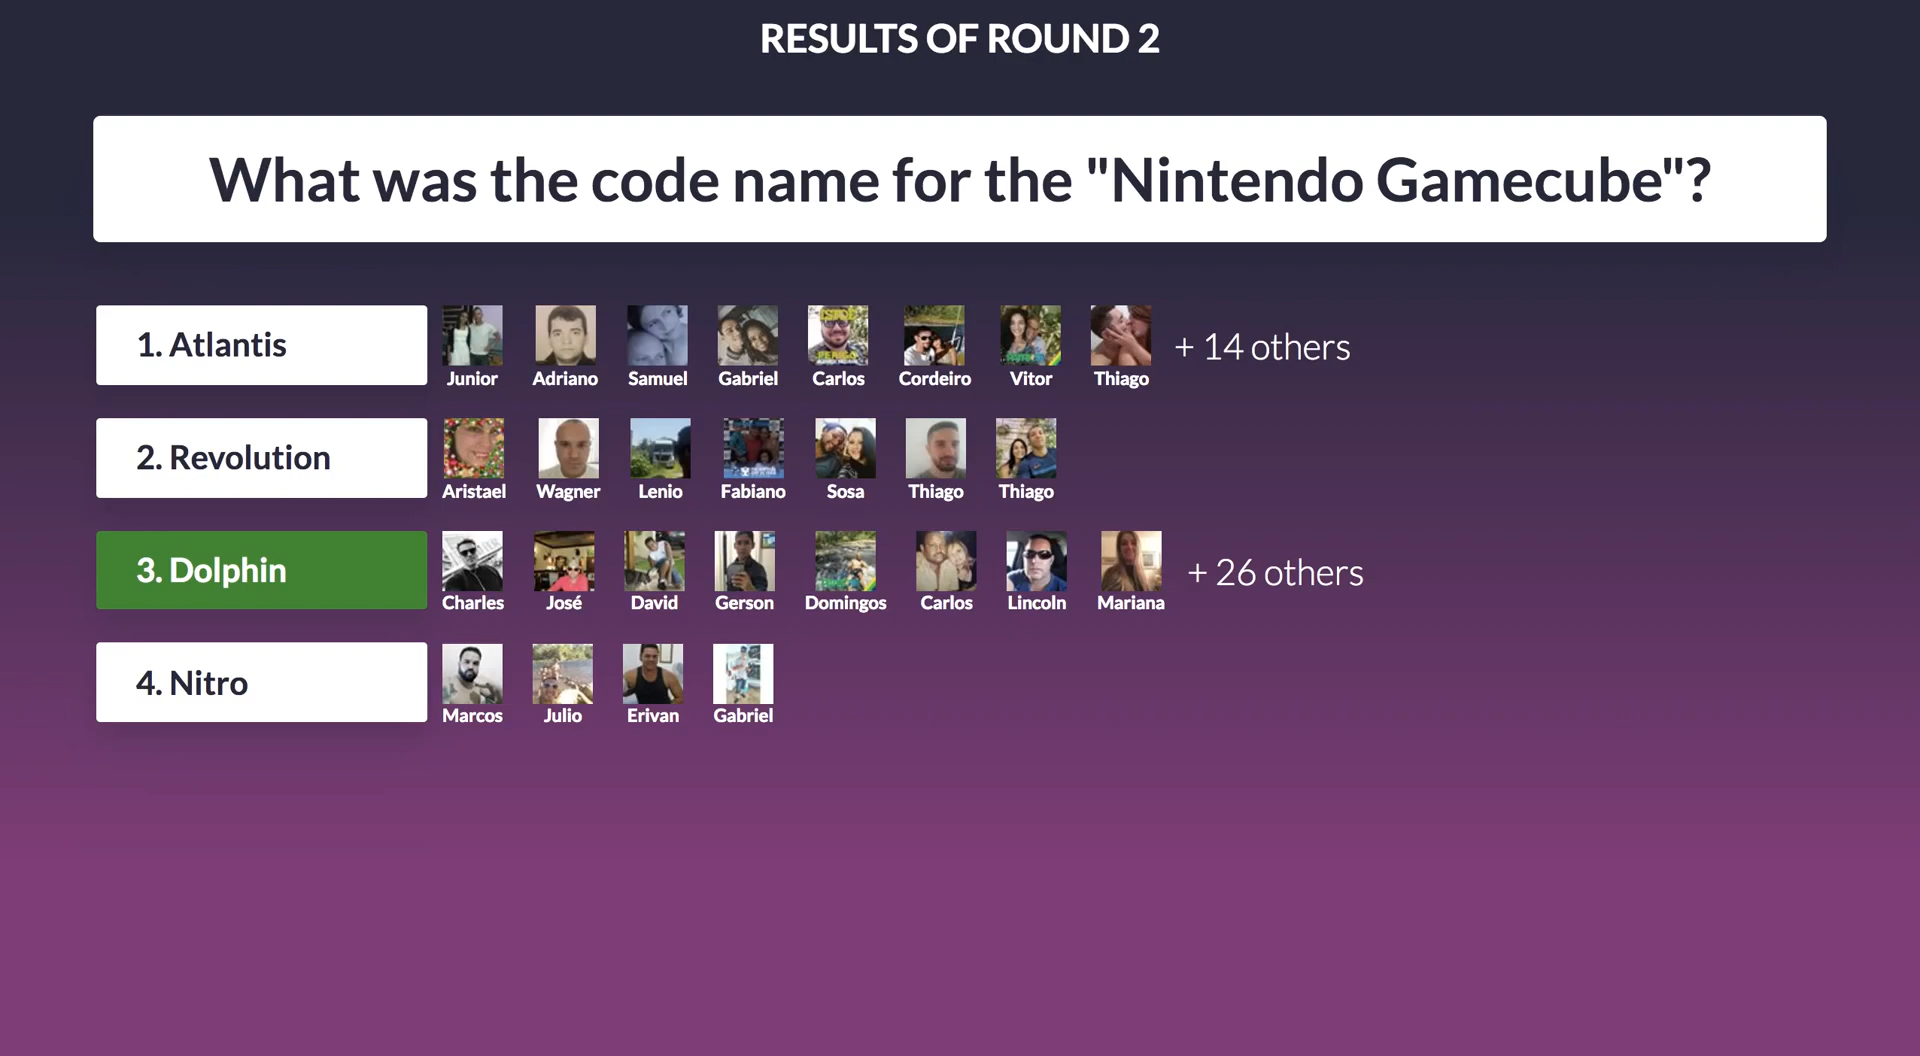 RESULTS OF ROUND 2
What was the code name for the "Nintendo Gamecube"?
1. Atlantis
Junior Adriano Samuel Gabriel Carlos Cordeiro Vitor Thiago + 14 others
2. Revolution
Aristael Wagner Lenio Fabiano Sosa Thiago Thiago
3. Dolphin
Charles José David Gerson Domingos Carlos Lincoln Mariana + 26 others
4. Nitro
Marcos Julio Erivan Gabriel